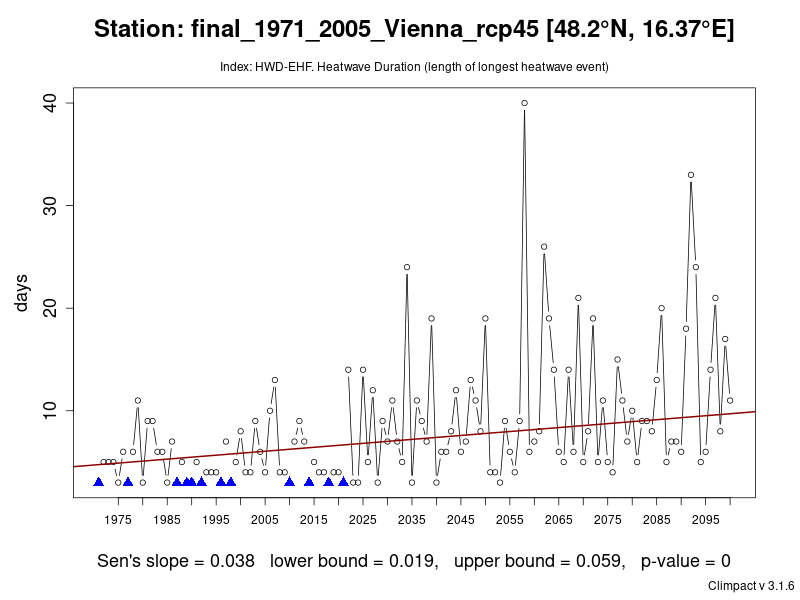 Station: final_1971_2005_Vienna_rcp45 [48.2°N, 16.37°E]
Index: HWD-EHF. Heatwave Duration (length of longest heatwave event)
40
30
20
10
days
1975 1985 1995 2005 2015 2025 2035 2045 2055 2065 2075 2085 2095
Sen's slope = 0.038 lower bound = 0.019, upper bound = 0.059, p-value = 0
Climpact v 3.1.6